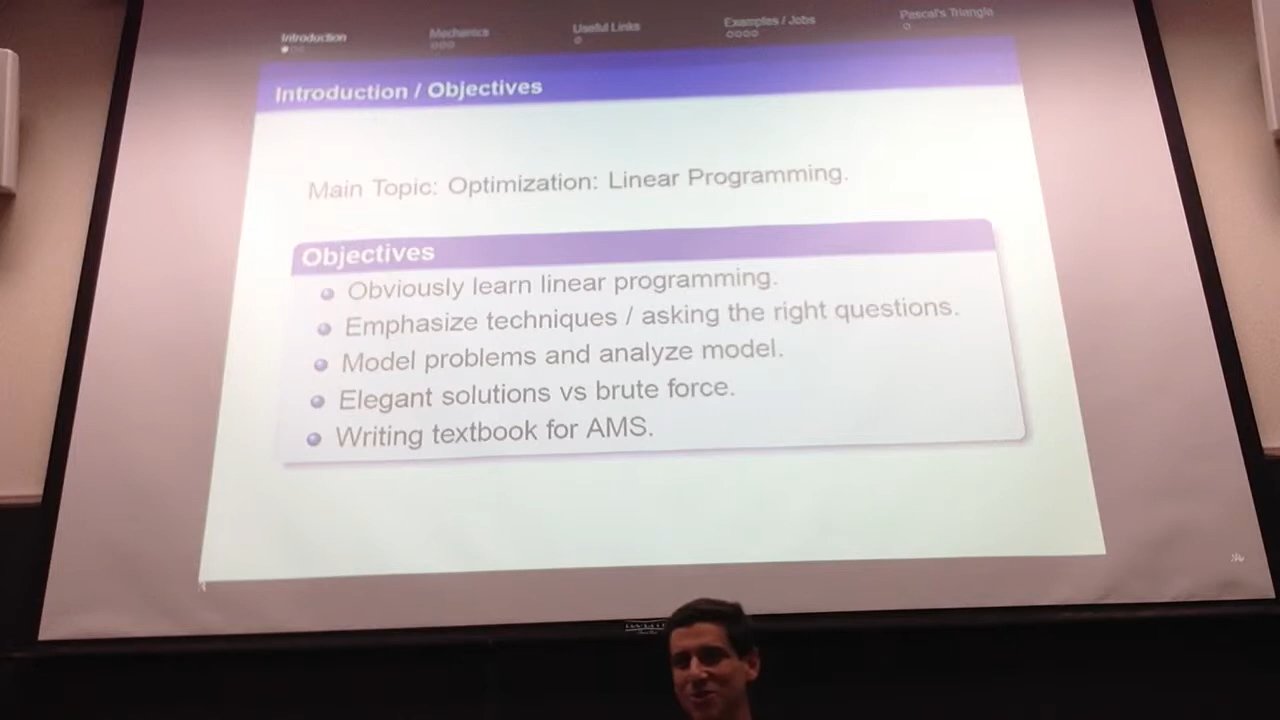 Introduction Mechanics Useful Links Examples / Jobs Pascal's Triangle
Introduction / Objectives
Main Topic: Optimization: Linear Programming.
Objectives
Obviously learn linear programming.
Emphasize techniques / asking the right questions.
Model problems and analyze model.
Elegant solutions vs brute force.
Writing textbook for AMS.